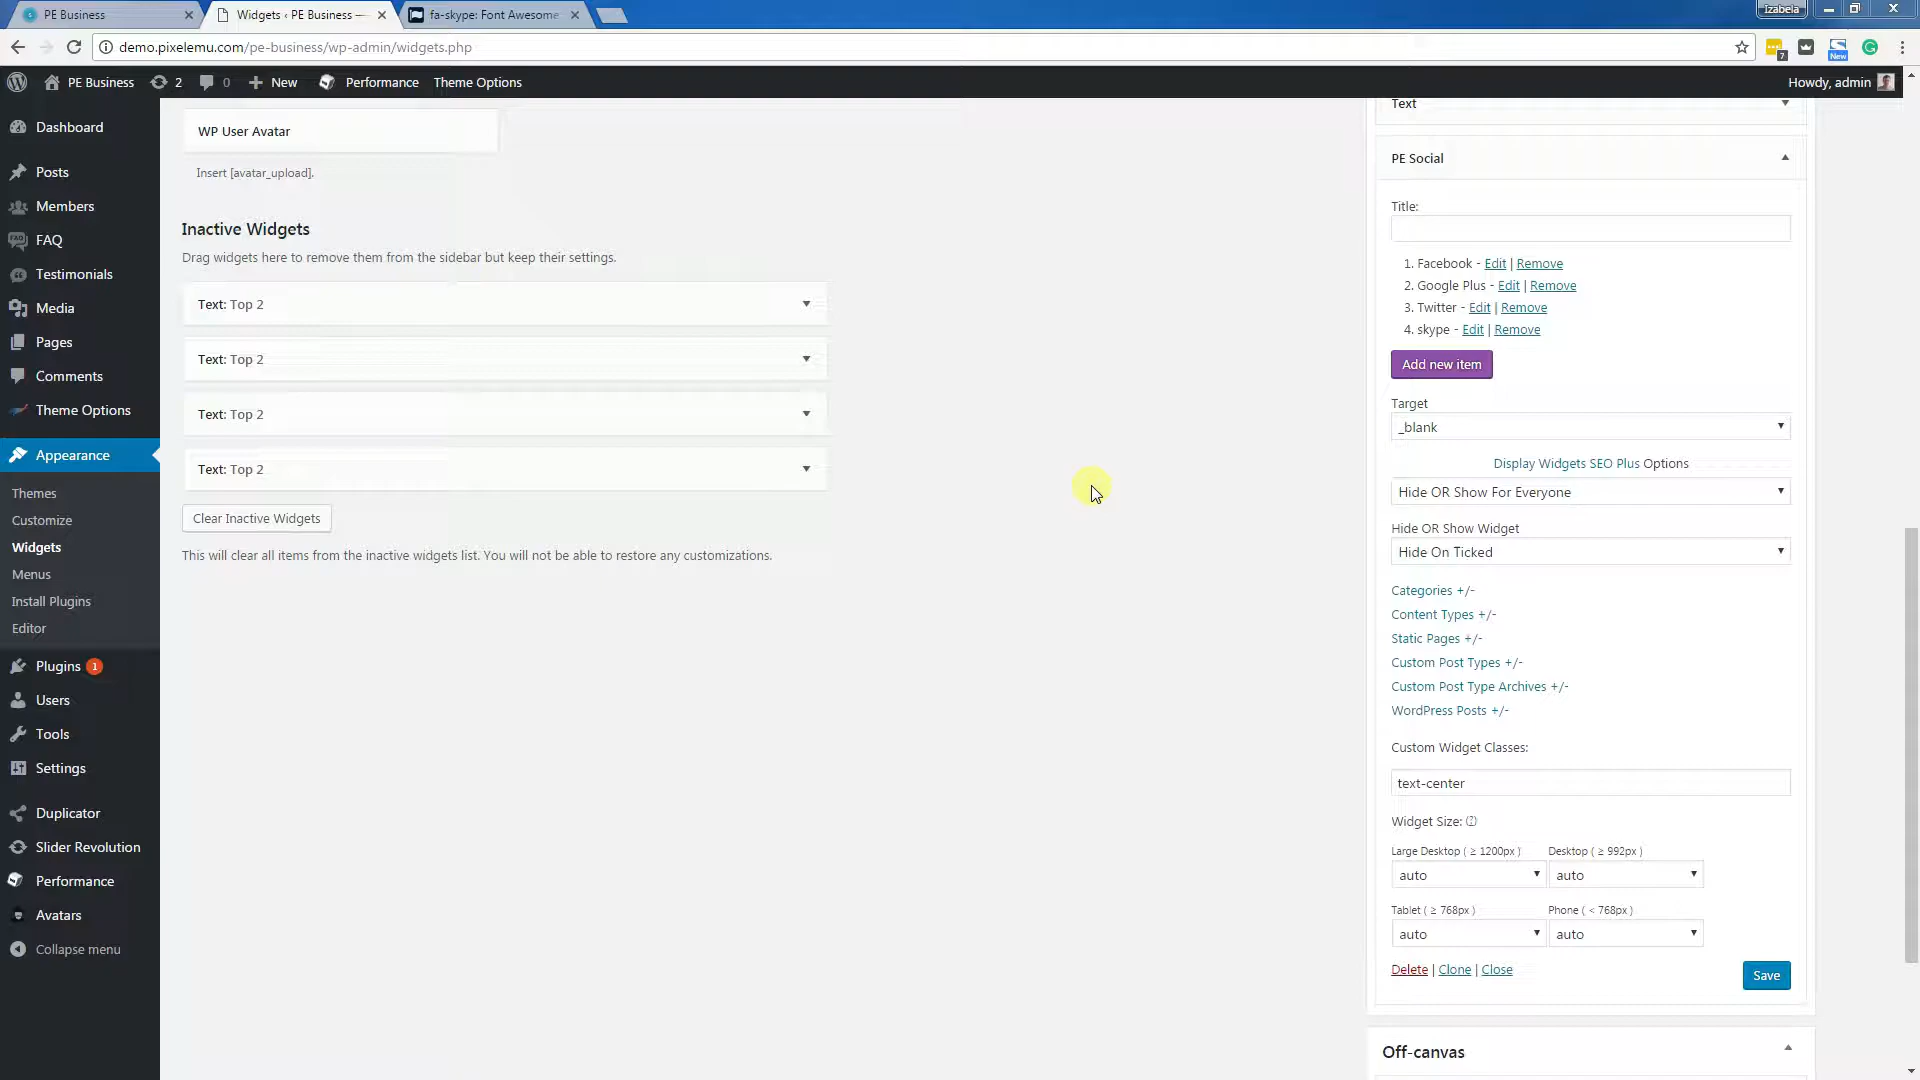 PE Business
Widgets ‹ PE Business —
fa-skype: Font Awesome
Izabela
demo.pixelemu.com/pe-business/wp-admin/widgets.php
7
New
PE Business
2
0
New
Performance
Theme Options
Howdy, admin
Dashboard
Posts
Members
FAQ
Testimonials
Media
Pages
Comments
Theme Options
Appearance
Themes
Customize
Widgets
Menus
Install Plugins
Editor
Plugins 1
Users
Tools
Settings
Duplicator
Slider Revolution
Performance
Avatars
Collapse menu
WP User Avatar
Insert [avatar_upload].
Inactive Widgets
Drag widgets here to remove them from the sidebar but keep their settings.
Text: Top 2
Text: Top 2
Text: Top 2
Text: Top 2
Clear Inactive Widgets
This will clear all items from the inactive widgets list. You will not be able to restore any customizations.
Text
PE Social
Title:
1. Facebook - Edit | Remove
2. Google Plus - Edit | Remove
3. Twitter - Edit | Remove
4. skype - Edit | Remove
Add new item
Target
_blank
Display Widgets SEO Plus Options
Hide OR Show For Everyone
Hide OR Show Widget
Hide On Ticked
Categories +/-
Content Types +/-
Static Pages +/-
Custom Post Types +/-
Custom Post Type Archives +/-
WordPress Posts +/-
Custom Widget Classes:
text-center
Widget Size: (?)
Large Desktop ( ≥ 1200px ) Desktop ( ≥ 992px )
auto auto
Tablet ( ≥ 768px ) Phone ( < 768px )
auto auto
Delete | Clone | Close
Save
Off-canvas